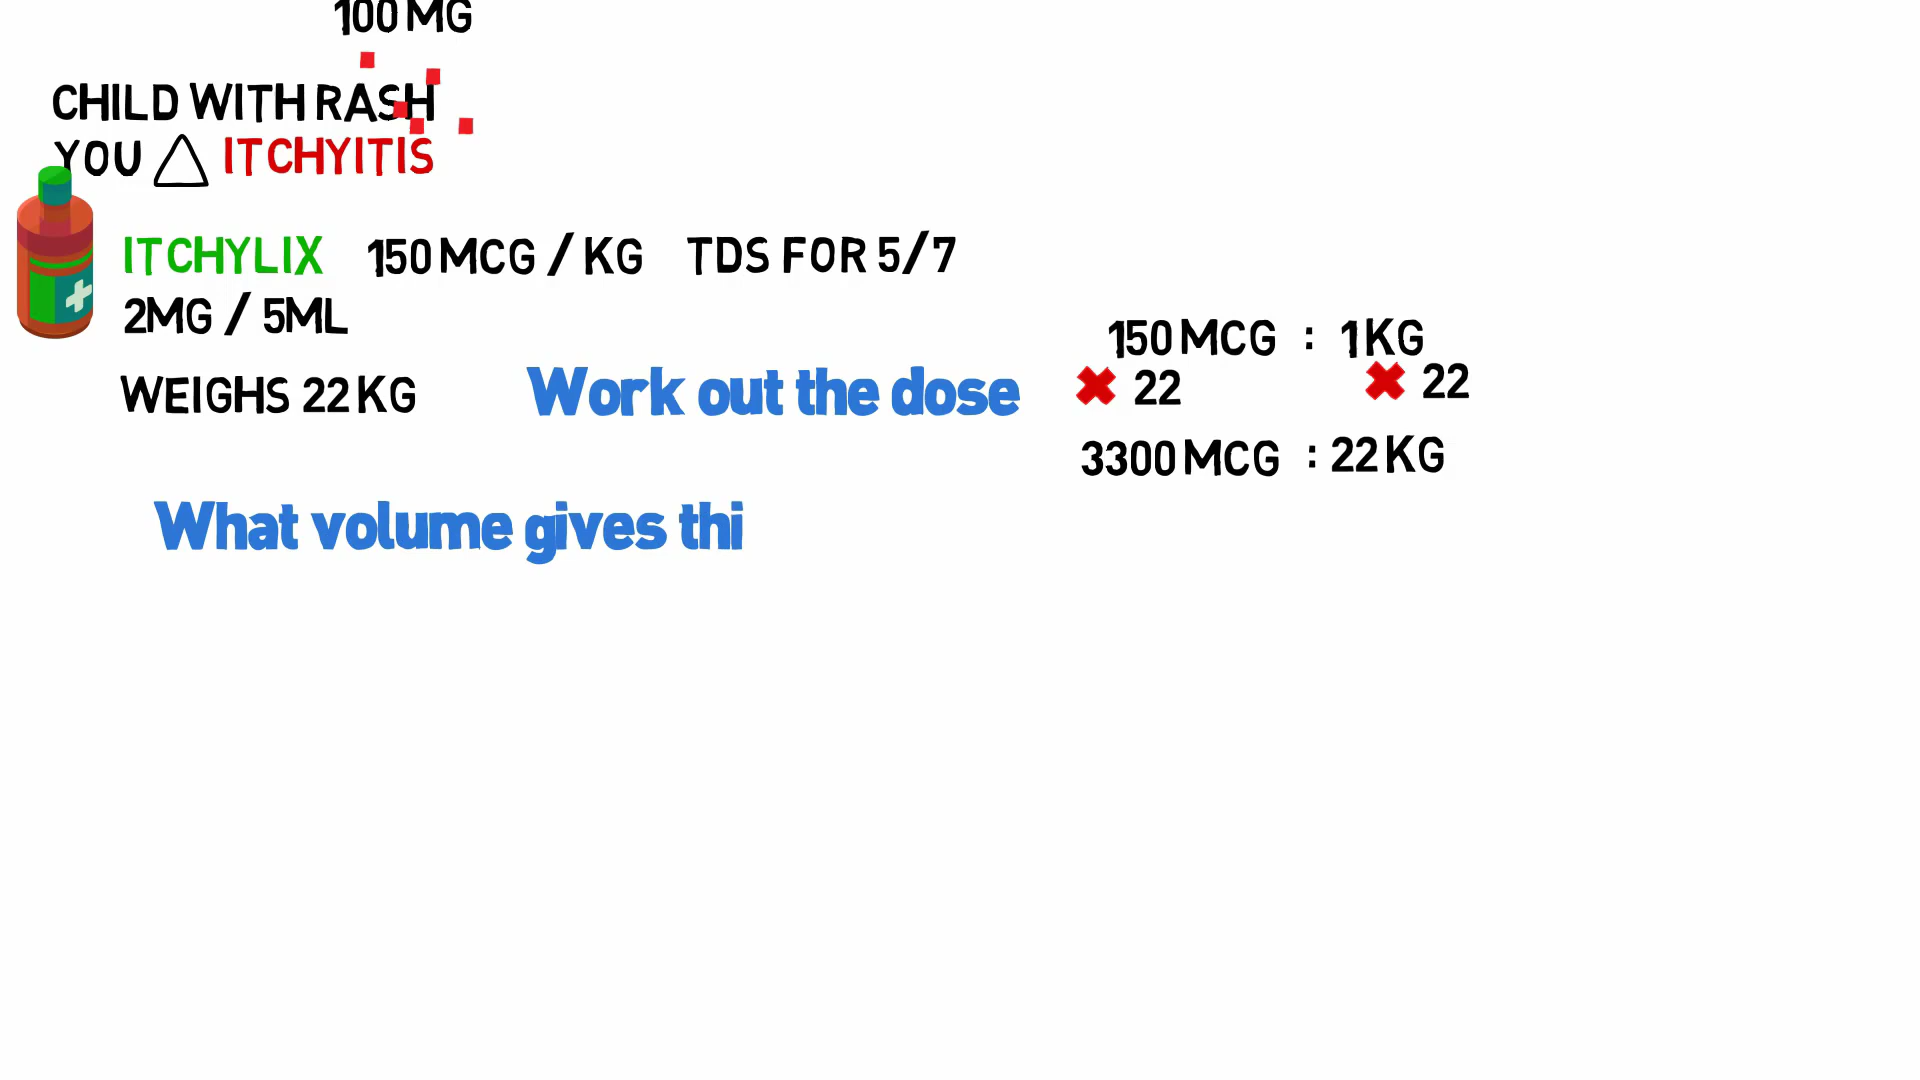 100 MG
CHILD WITH RASH
YOU △ ITCHYITIS
ITCHYLIX 150 MCG / KG TDS FOR 5/7
2MG / 5ML
WEIGHS 22 KG
Work out the dose
150 MCG : 1 KG
✖ 22 ✖ 22
3300 MCG : 22 KG
What volume gives thi